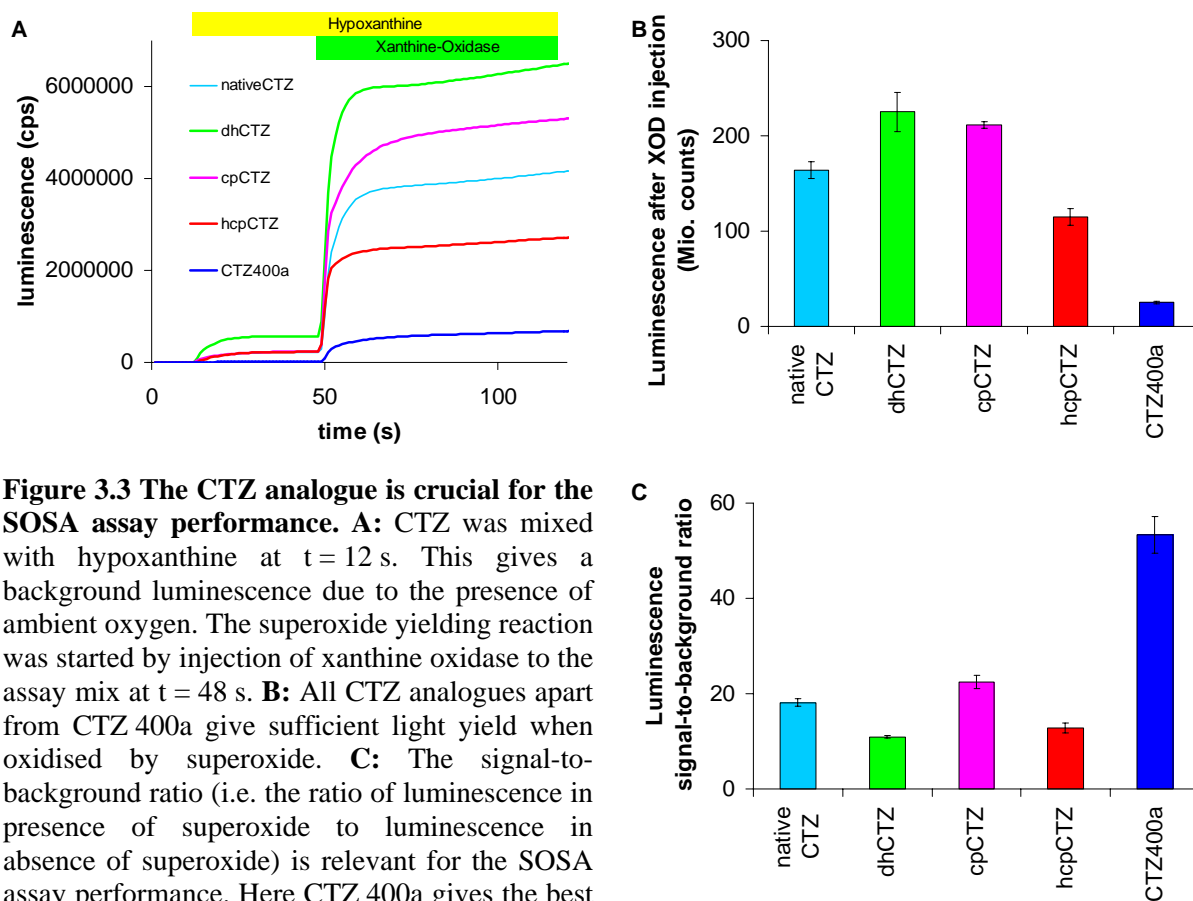 A
Hypoxanthine
Xanthine-Oxidase
luminescence (cps)
6000000
4000000
2000000
0
nativeCTZ
dhCTZ
cpCTZ
hcpCTZ
CTZ400a
0
50
100
time (s)
B
Luminescence after XOD injection
(Mio. counts)
300
200
100
0
native
CTZ
dhCTZ
cpCTZ
hcpCTZ
CTZ400a
Figure 3.3 The CTZ analogue is crucial for the
SOSA assay performance. A: CTZ was mixed
with hypoxanthine at t = 12 s. This gives a
background luminescence due to the presence of
ambient oxygen. The superoxide yielding reaction
was started by injection of xanthine oxidase to the
assay mix at t = 48 s. B: All CTZ analogues apart
from CTZ 400a give sufficient light yield when
oxidised by superoxide. C: The signal-to-
background ratio (i.e. the ratio of luminescence in
presence of superoxide to luminescence in
absence of superoxide) is relevant for the SOSA
assay performance. Here CTZ 400a gives the best
C
Luminescence
signal-to-background ratio
60
40
20
0
native
CTZ
dhCTZ
cpCTZ
hcpCTZ
CTZ400a